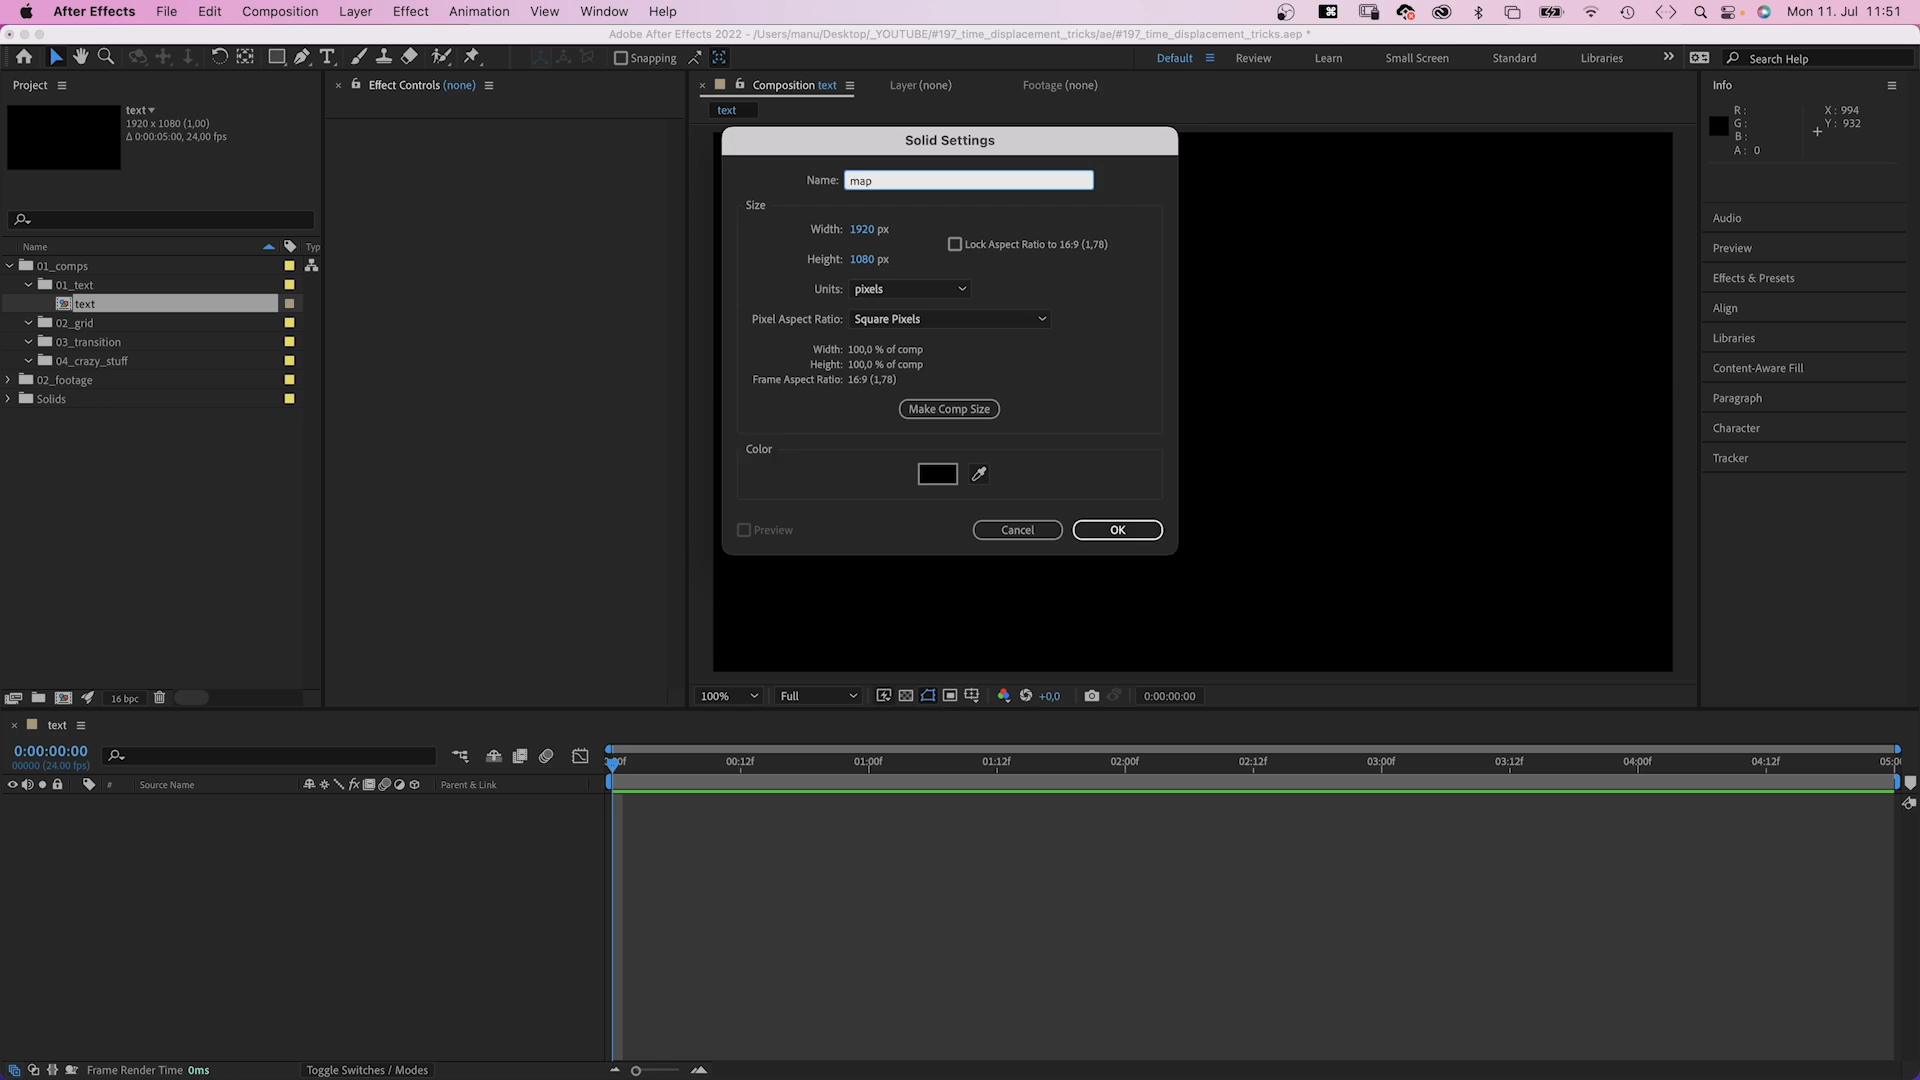 After Effects File Edit Composition Layer Effect Animation View Window Help Mon 11. Jul 11:51
Adobe After Effects 2022 - /Users/manu/Desktop/_YOUTUBE/#197_time_displacement_tricks/ae/#197_time_displacement_tricks.aep *
Snapping Default Review Learn Small Screen Standard Libraries Search Help
Project Effect Controls (none) Composition text Layer (none) Footage (none) Info
text
1920 x 1080 (1,00)
Δ 0:00:05:00, 24,00 fps
text
R: X: 994
G: Y: 932
B:
A: 0
Solid Settings
Name: map
Size
Width: 1920 px
Lock Aspect Ratio to 16:9 (1,78)
Height: 1080 px
Units: pixels
Pixel Aspect Ratio: Square Pixels
Width: 100,0 % of comp
Height: 100,0 % of comp
Frame Aspect Ratio: 16:9 (1,78)
Make Comp Size
Color
Preview Cancel OK
Name Typ
01_comps
01_text
text
02_grid
03_transition
04_crazy_stuff
02_footage
Solids
Audio
Preview
Effects & Presets
Align
Libraries
Content-Aware Fill
Paragraph
Character
Tracker
16 bpc 100% Full +0,0 0:00:00:00
text
0:00:00:00
00000 (24.00 fps)
00:12f 01:00f 01:12f 02:00f 02:12f 03:00f 03:12f 04:00f 04:12f
# Source Name fx Parent & Link
Frame Render Time 0ms Toggle Switches / Modes